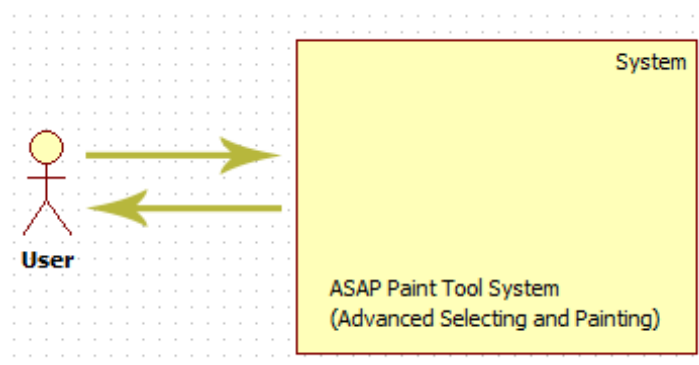 System
User
ASAP Paint Tool System
(Advanced Selecting and Painting)